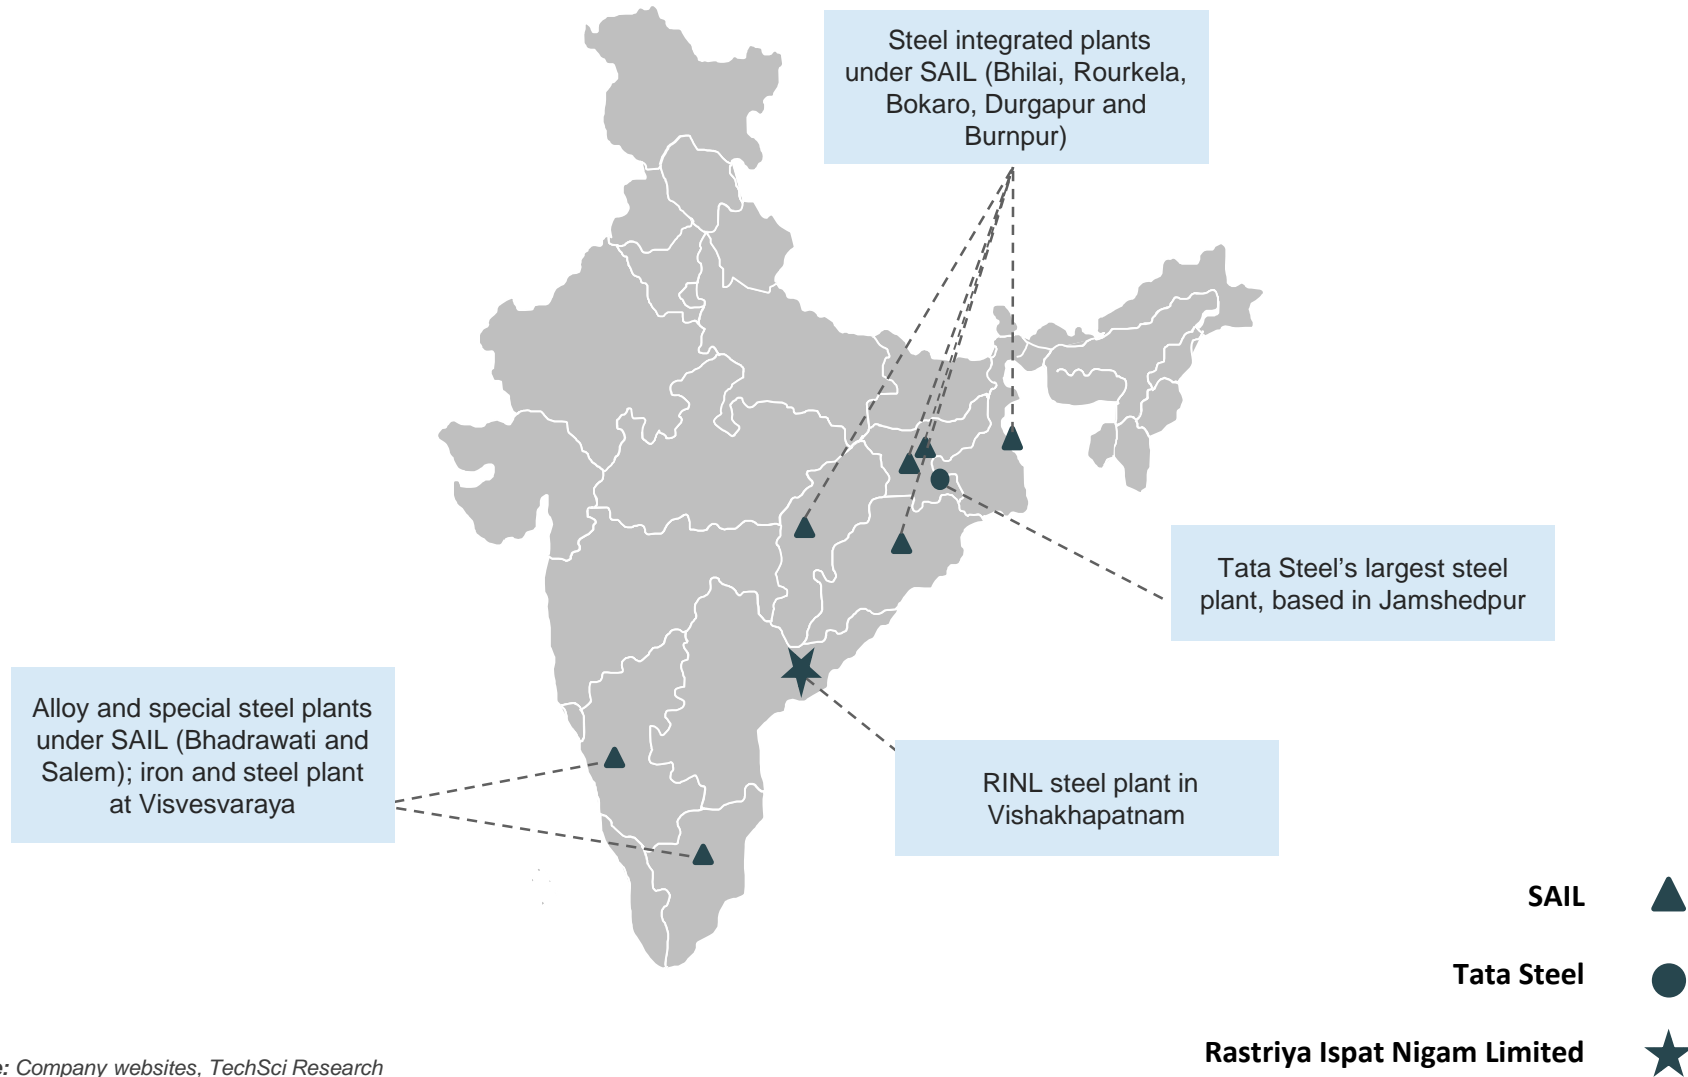 Steel integrated plants
under SAIL (Bhilai, Rourkela,
Bokaro, Durgapur and
Burnpur)
Tata Steel’s largest steel
plant, based in Jamshedpur
Alloy and special steel plants
under SAIL (Bhadrawati and
Salem); iron and steel plant
at Visvesvaraya
RINL steel plant in
Vishakhapatnam
SAIL
Tata Steel
Rastriya Ispat Nigam Limited
Company websites, TechSci Research